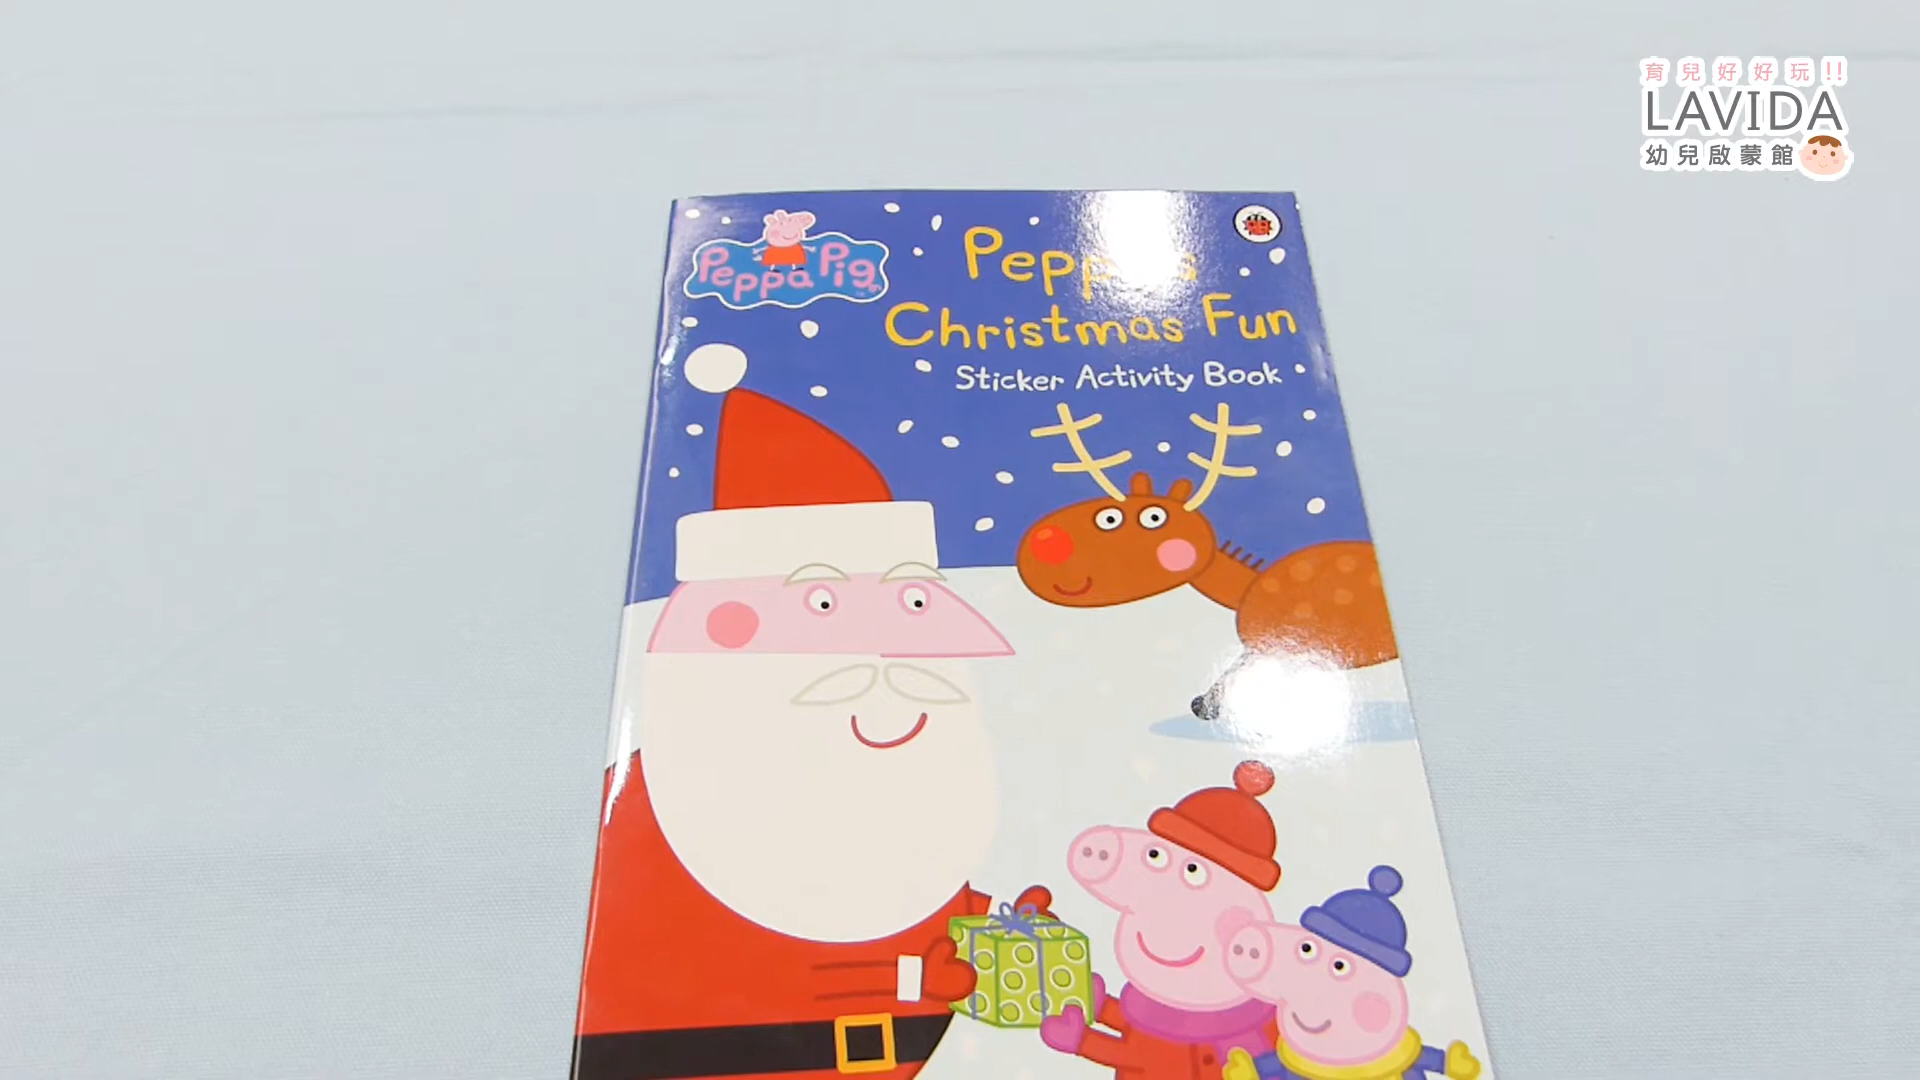 育兒好好玩!!
LAVIDA
幼兒啟蒙館
Peppa Pig
Christmas Fun
Sticker Activity Book